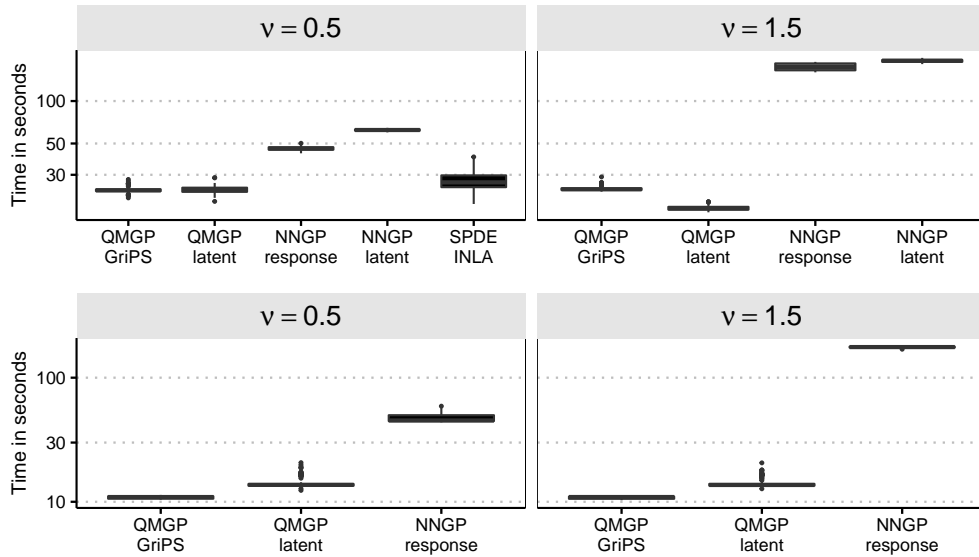 ν = 0.5
ν = 1.5
Time in seconds
100
50
30
QMGP GriPS
QMGP latent
NNGP response
NNGP latent
SPDE INLA
QMGP GriPS
QMGP latent
NNGP response
NNGP latent
ν = 0.5
ν = 1.5
Time in seconds
100
30
10
QMGP GriPS
QMGP latent
NNGP response
QMGP GriPS
QMGP latent
NNGP response